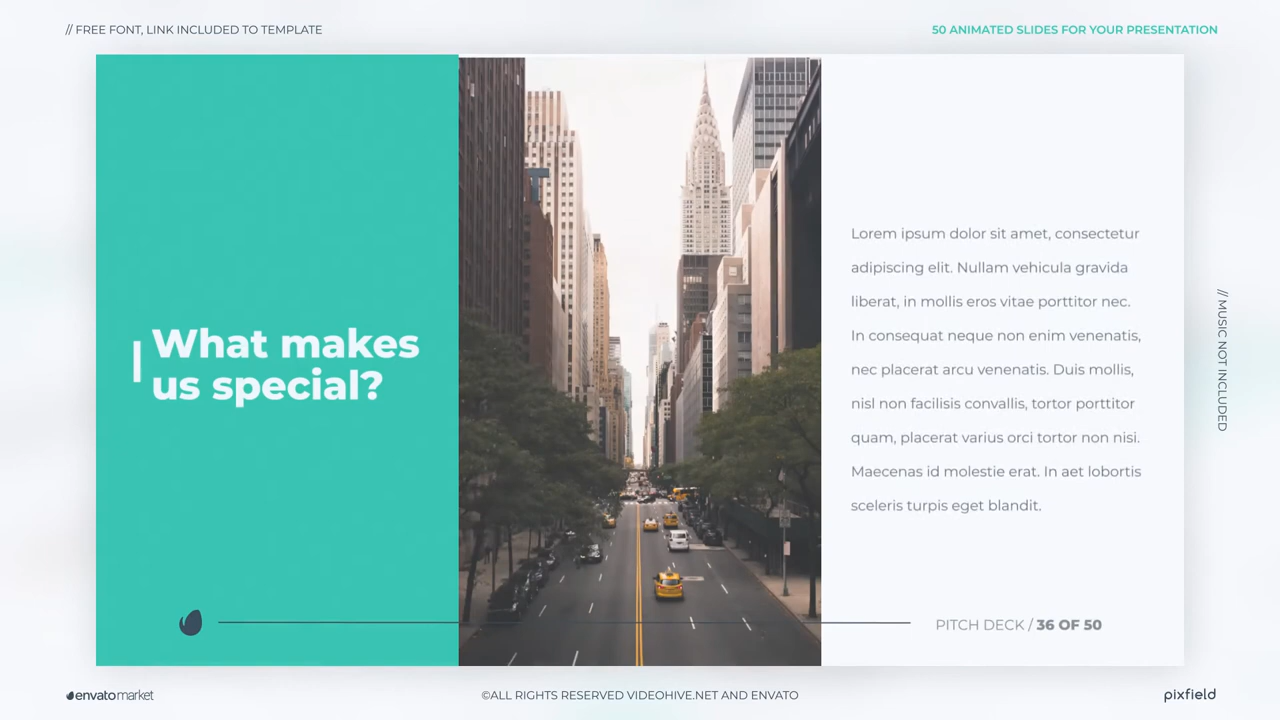 // FREE FONT, LINK INCLUDED TO TEMPLATE
50 ANIMATED SLIDES FOR YOUR PRESENTATION
What makes
us special?
Lorem ipsum dolor sit amet, consectetur
adipiscing elit. Nullam vehicula gravida
liberat, in mollis eros vitae porttitor nec.
In consequat neque non enim venenatis,
nec placerat arcu venenatis. Duis mollis,
nisl non facilisis convallis, tortor porttitor
quam, placerat varius orci tortor non nisi.
Maecenas id molestie erat. In aet lobortis
sceleris turpis eget blandit.
// MUSIC NOT INCLUDED
PITCH DECK / 36 OF 50
envatomarket
©ALL RIGHTS RESERVED VIDEOHIVE.NET AND ENVATO
pixfield